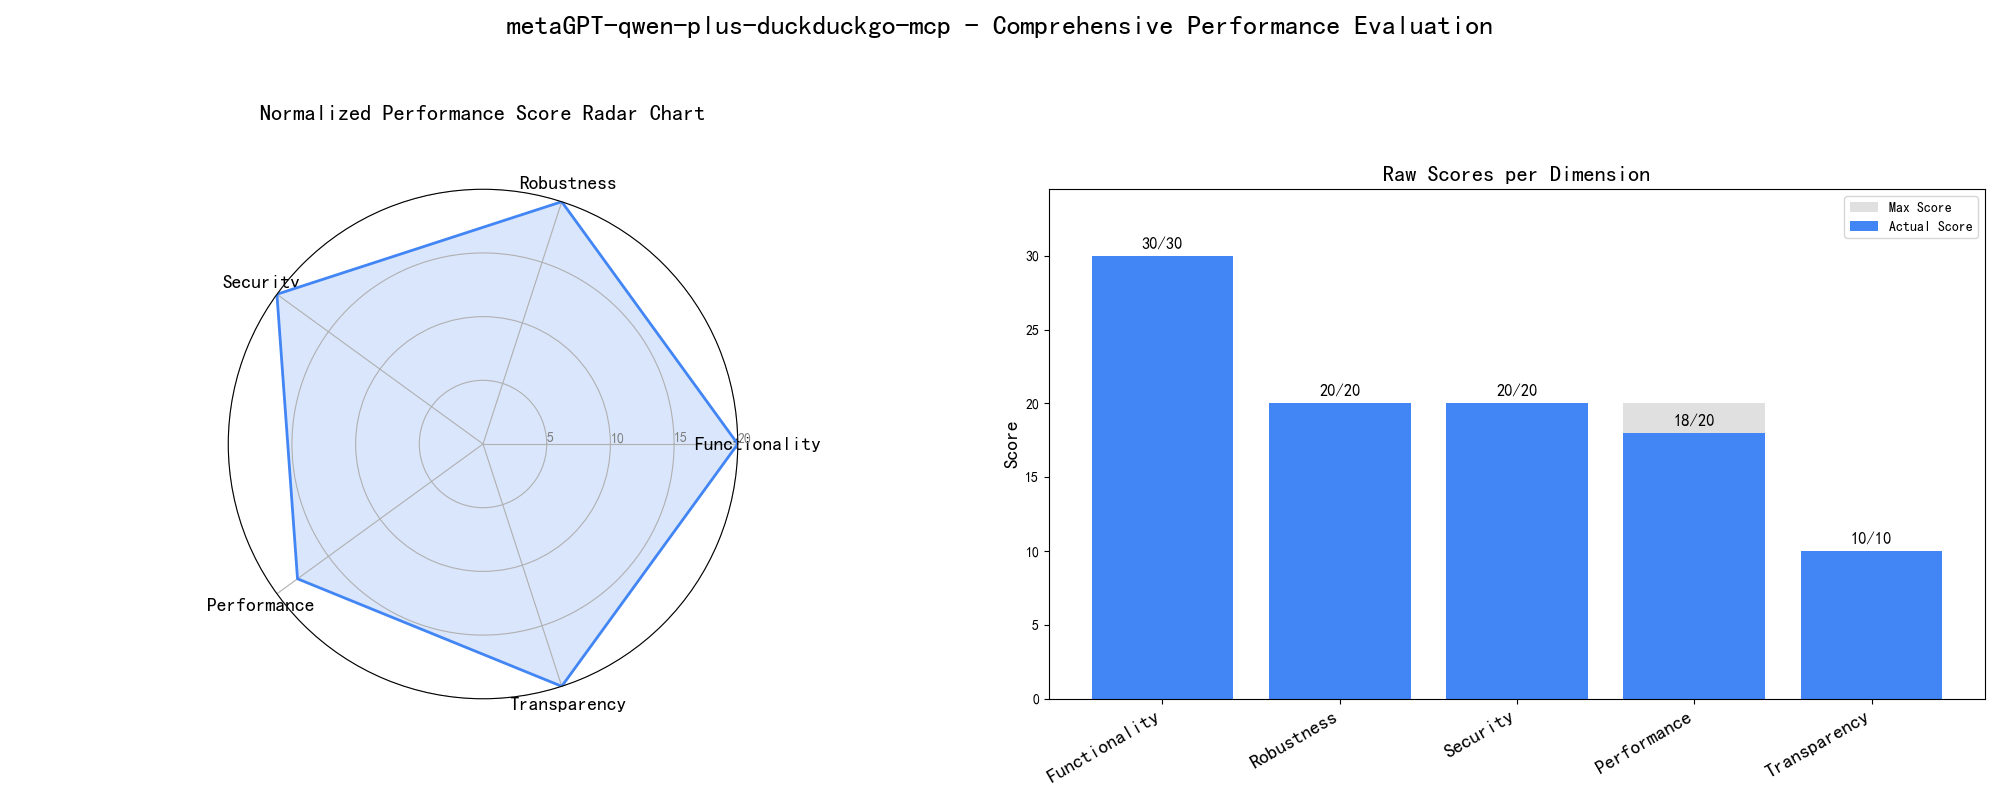 metaGPT-qwen-plus-duckduckgo-mcp - Comprehensive Performance Evaluation
Normalized Performance Score Radar Chart
Robustness
Security
Functionality
Performance
Transparency
5
10
15
20
Raw Scores per Dimension
Max Score
Actual Score
30/30
20/20
20/20
18/20
10/10
Score
30
25
20
15
10
5
0
Functionality
Robustness
Security
Performance
Transparency